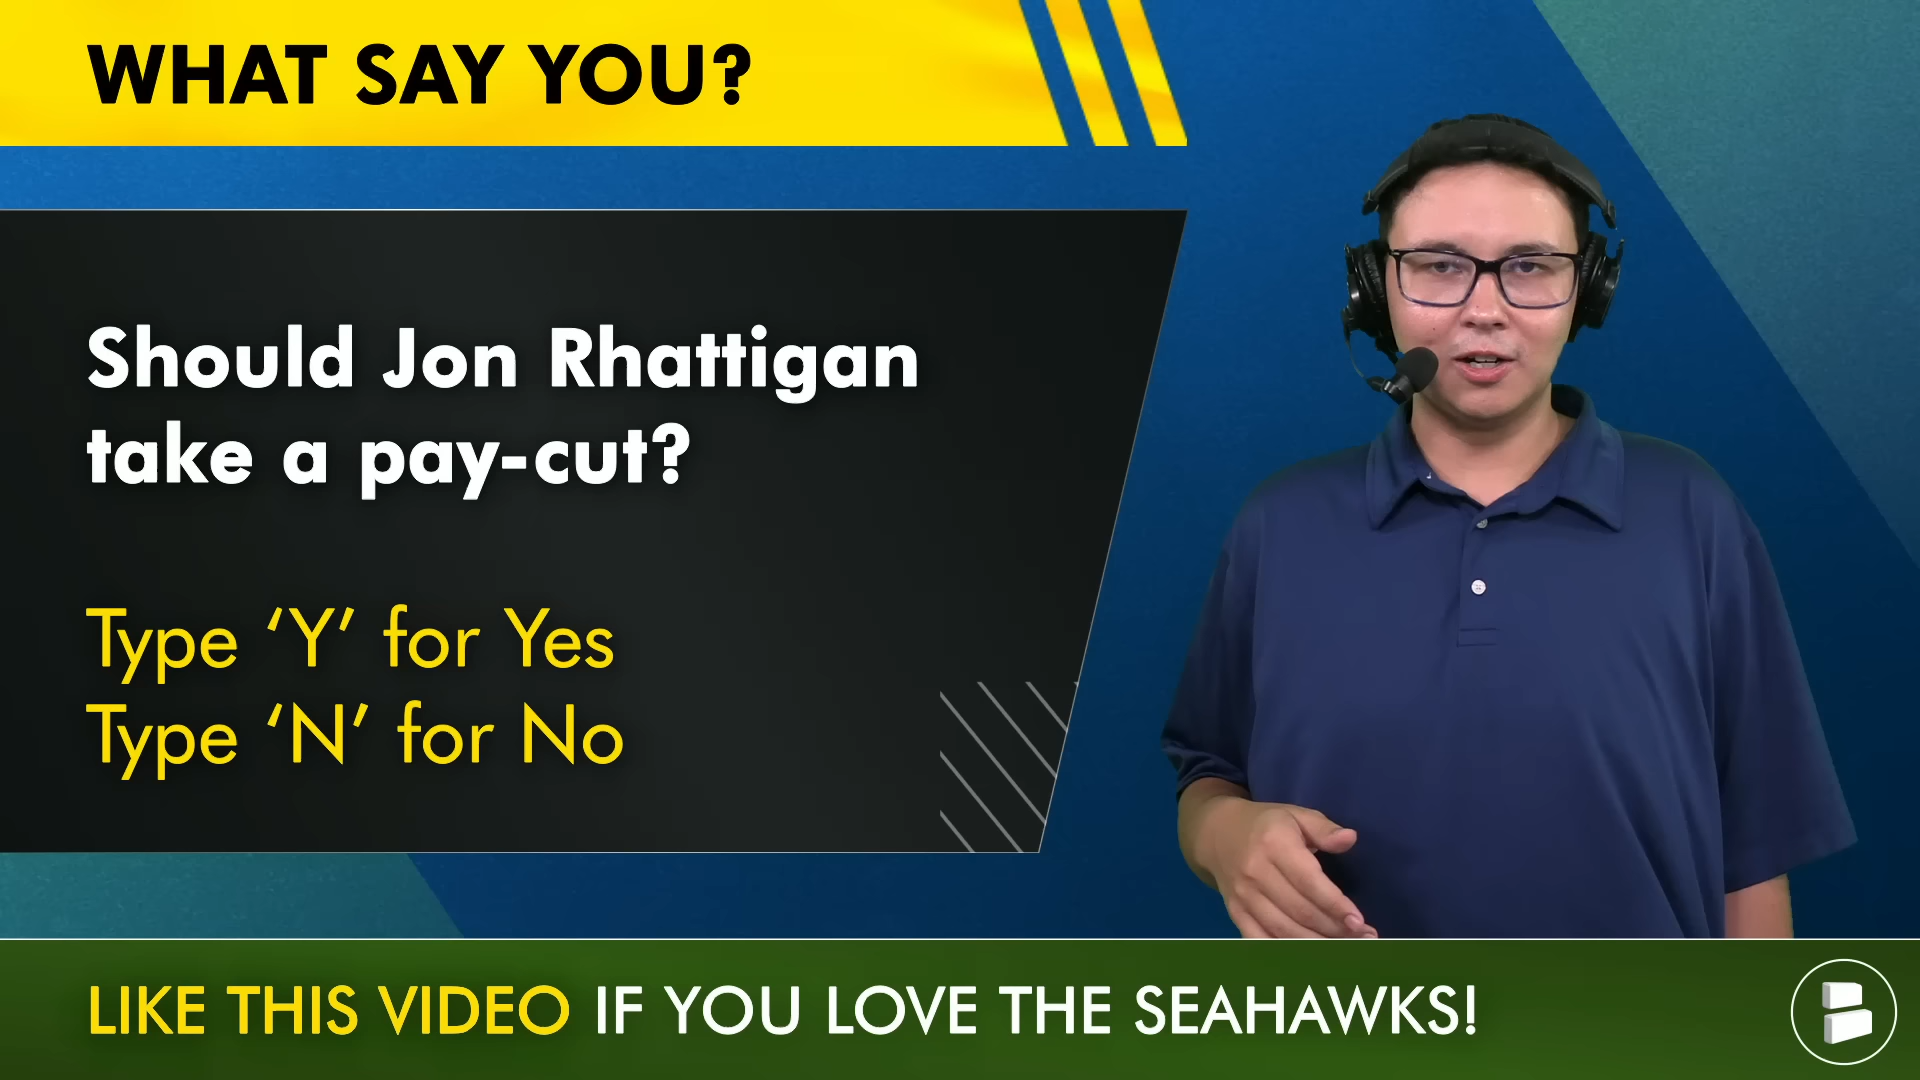 WHAT SAY YOU?
Should Jon Rhattigan
take a pay-cut?
Type ‘Y’ for Yes
Type ‘N’ for No
LIKE THIS VIDEO IF YOU LOVE THE SEAHAWKS!